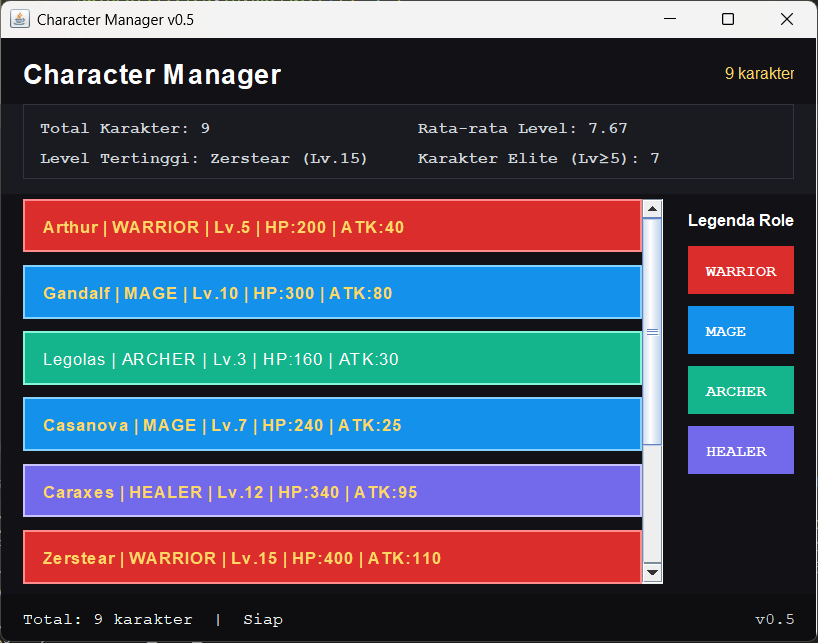 Character Manager v0.5
Character Manager
9 karakter
Total Karakter: 9
Rata-rata Level: 7.67
Level Tertinggi: Zerstear (Lv.15)
Karakter Elite (Lv≥5): 7
Arthur | WARRIOR | Lv.5 | HP:200 | ATK:40
Gandalf | MAGE | Lv.10 | HP:300 | ATK:80
Legolas | ARCHER | Lv.3 | HP:160 | ATK:30
Casanova | MAGE | Lv.7 | HP:240 | ATK:25
Caraxes | HEALER | Lv.12 | HP:340 | ATK:95
Zerstear | WARRIOR | Lv.15 | HP:400 | ATK:110
Legenda Role
WARRIOR
MAGE
ARCHER
HEALER
Total: 9 karakter | Siap
v0.5